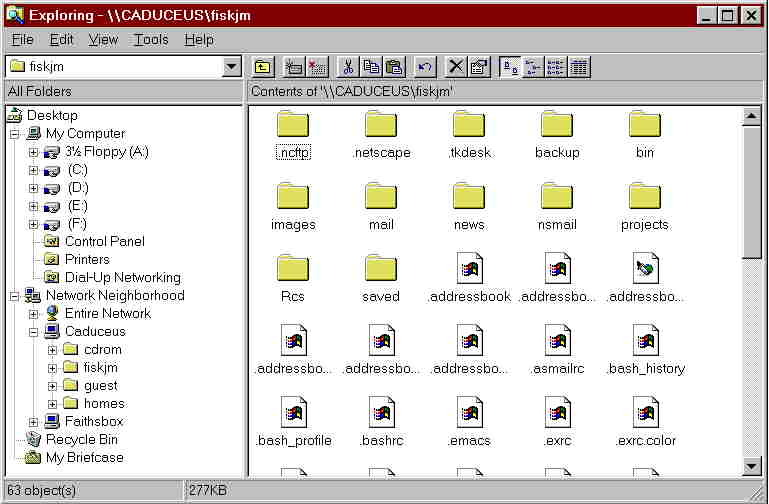 Exploring - \\CADUCEUS\fiskjm
File Edit View Tools Help
fiskjm
All Folders
Contents of '\\CADUCEUS\fiskjm'
Desktop
My Computer
3½ Floppy (A:)
(C:)
(D:)
(E:)
(F:)
Control Panel
Printers
Dial-Up Networking
Network Neighborhood
Entire Network
Caduceus
cdrom
fiskjm
guest
homes
Faithsbox
Recycle Bin
My Briefcase
.ncftp .netscape .tkdesk backup bin
images mail news nsmail projects
Rcs saved .addressbook .addressbo... .addressbo...
.addressbo... .addressbo... .addressbo... .asmailrc .bash_history
.bash_profile .bashrc .emacs .exrc .exrc.color
63 object(s) 277KB